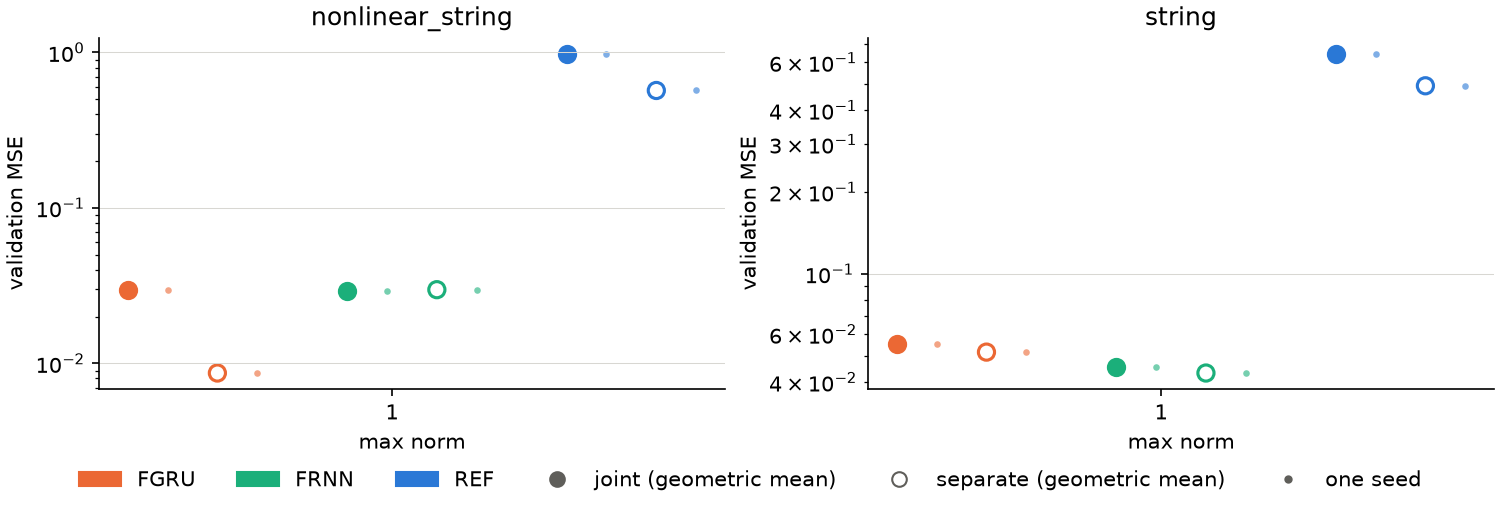 nonlinear_string
string
validation MSE
10⁰
10⁻¹
10⁻²
1
max norm
validation MSE
6 × 10⁻¹
4 × 10⁻¹
3 × 10⁻¹
2 × 10⁻¹
10⁻¹
6 × 10⁻²
4 × 10⁻²
1
max norm
FGRU FRNN REF joint (geometric mean) separate (geometric mean) one seed